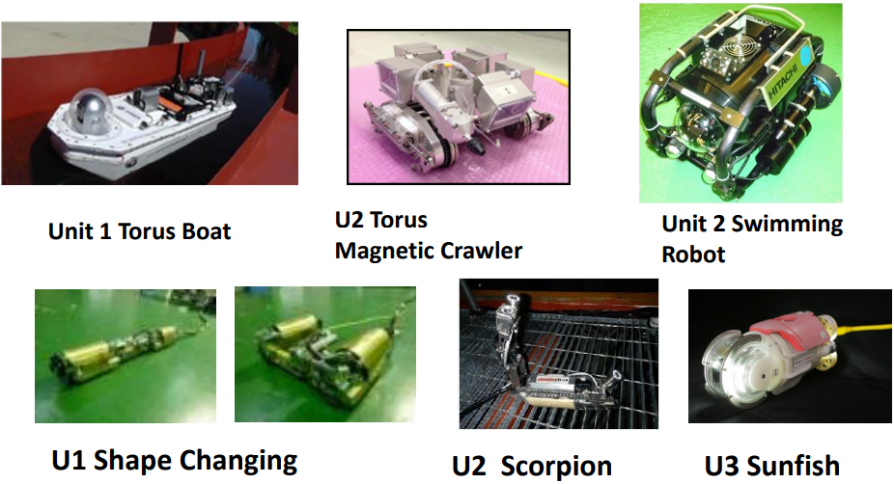 HITACHI
Unit 1 Torus Boat
U2 Torus
Magnetic Crawler
Unit 2 Swimming
Robot
U1 Shape Changing
U2 Scorpion
U3 Sunfish